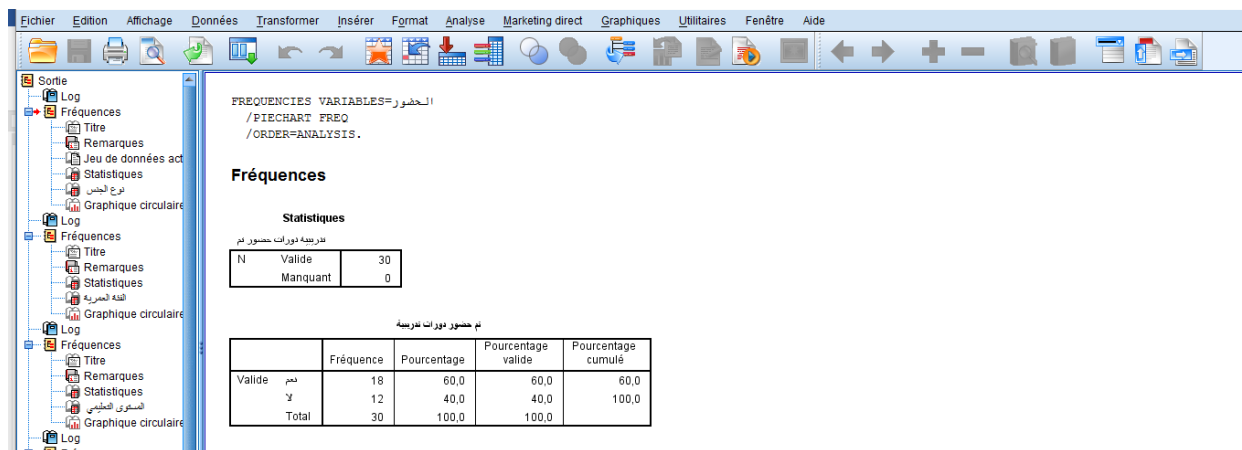 Fichier Edition Affichage Données Transformer Insérer Format Analyse Marketing direct Graphiques Utilitaires Fenêtre Aide
Sortie
Log
Fréquences
Titre
Remarques
Jeu de données act
Statistiques
نوع الجنس
Graphique circulaire
Log
Fréquences
Titre
Remarques
Statistiques
الفئة العمرية
Graphique circulaire
Log
Fréquences
Titre
Remarques
Statistiques
المستوى التعليمي
Graphique circulaire
Log
FREQUENCIES VARIABLES=الحضور
/PIECHART FREQ
/ORDER=ANALYSIS.
Fréquences
Statistiques
تدريبية دورات حضور تم
N Valide 30
Manquant 0
تم حضور دورات تدريبية
Fréquence Pourcentage Pourcentage valide Pourcentage cumulé
Valide نعم 18 60,0 60,0 60,0
لا 12 40,0 40,0 100,0
Total 30 100,0 100,0